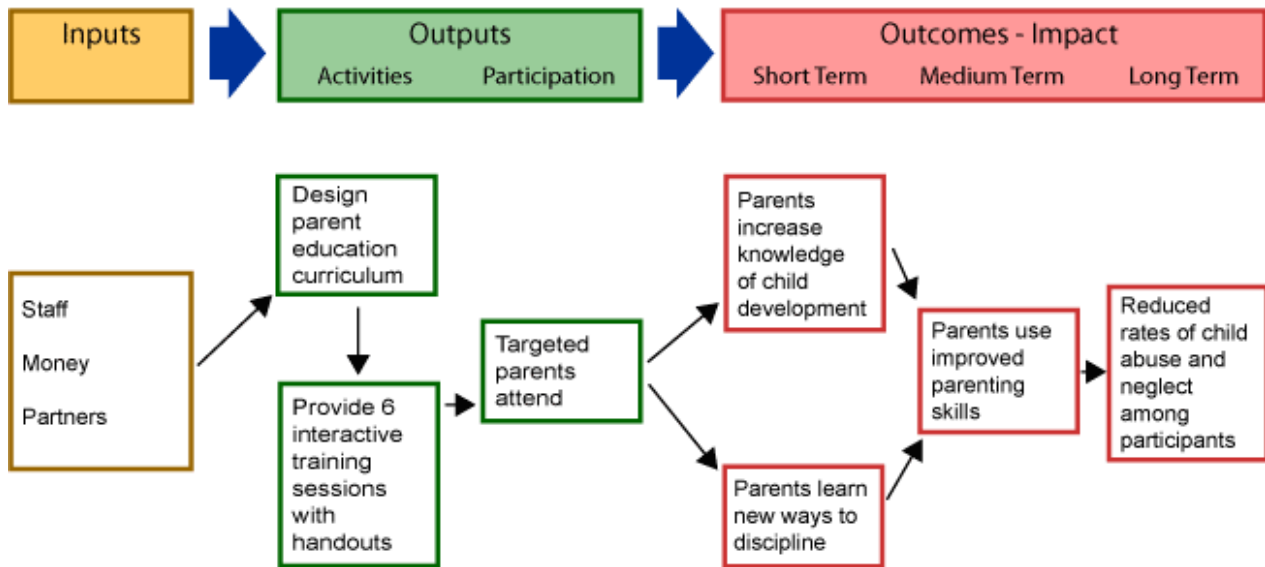 Inputs
Outputs
Activities Participation
Outcomes - Impact
Short Term Medium Term Long Term
Staff
Money
Partners
Design
parent
education
curriculum
Provide 6
interactive
training
sessions
with
handouts
Targeted
parents
attend
Parents
increase
knowledge
of child
development
Parents learn
new ways to
discipline
Parents use
improved
parenting
skills
Reduced
rates of child
abuse and
neglect
among
participants